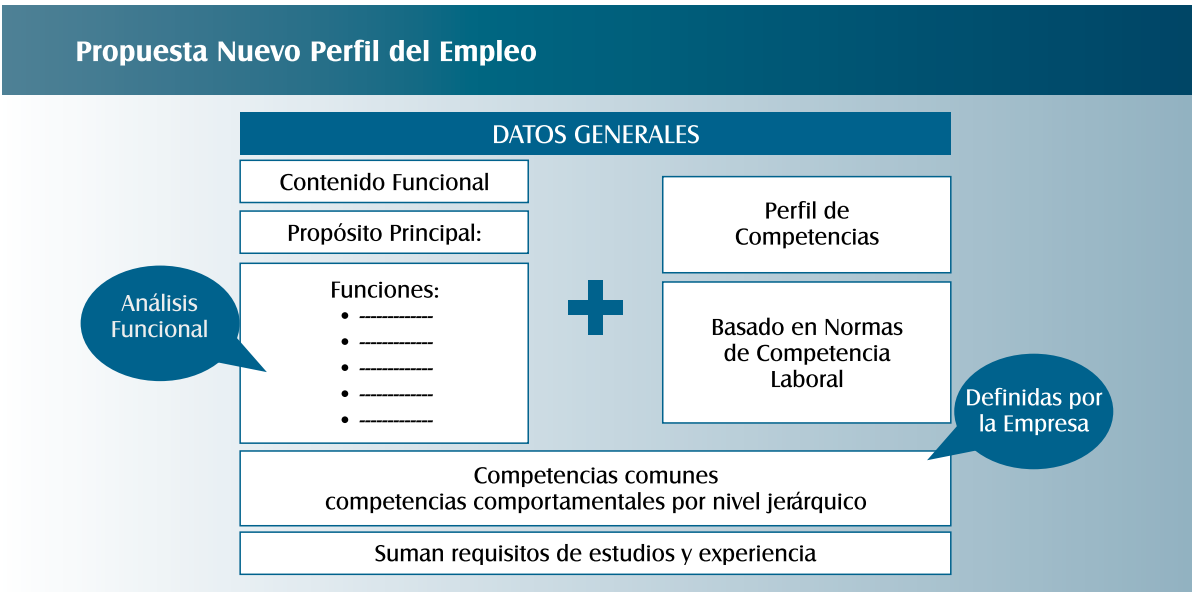 Propuesta Nuevo Perfil del Empleo
DATOS GENERALES
Contenido Funcional
Propósito Principal:
Funciones:
• -------------
• -------------
• -------------
• -------------
• -------------
Análisis
Funcional
Perfil de
Competencias
Basado en Normas
de Competencia
Laboral
Definidas por
la Empresa
Competencias comunes
competencias comportamentales por nivel jerárquico
Suman requisitos de estudios y experiencia